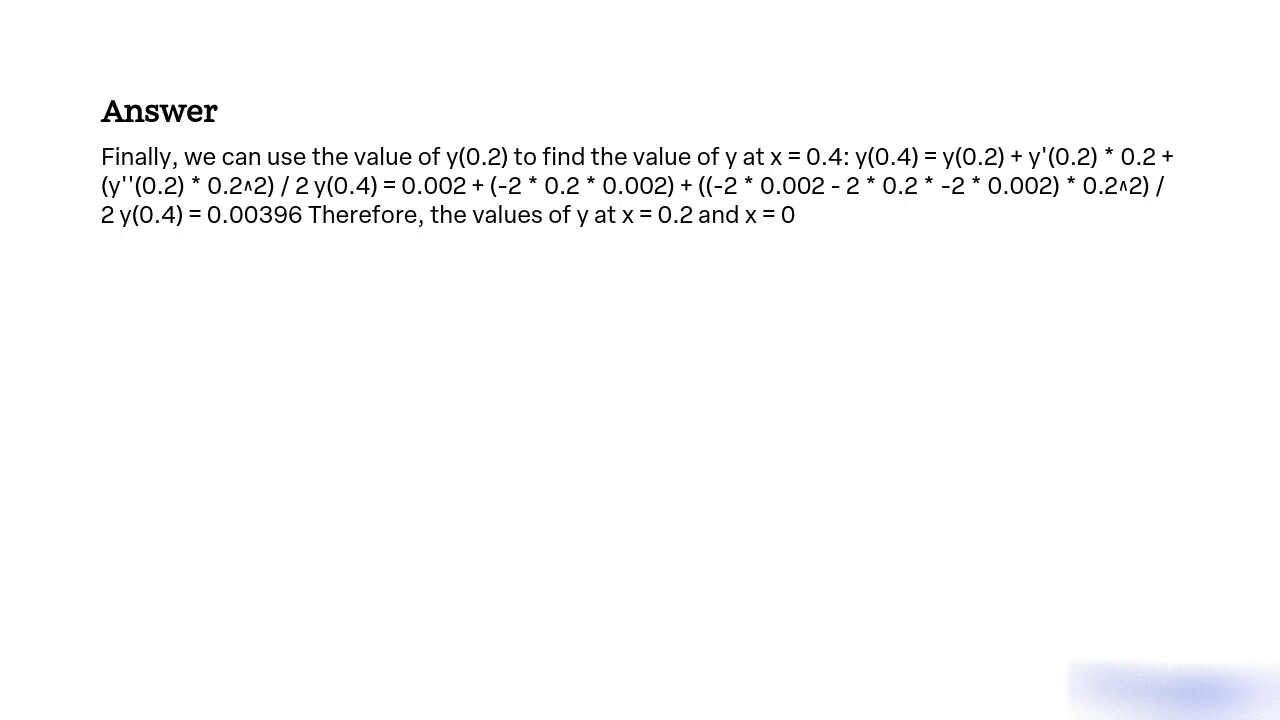 Answer
Finally, we can use the value of y(0.2) to find the value of y at x = 0.4: y(0.4) = y(0.2) + y'(0.2) * 0.2 +
(y''(0.2) * 0.2^2) / 2 y(0.4) = 0.002 + (-2 * 0.2 * 0.002) + ((-2 * 0.002 - 2 * 0.2 * -2 * 0.002) * 0.2^2) /
2 y(0.4) = 0.00396 Therefore, the values of y at x = 0.2 and x = 0